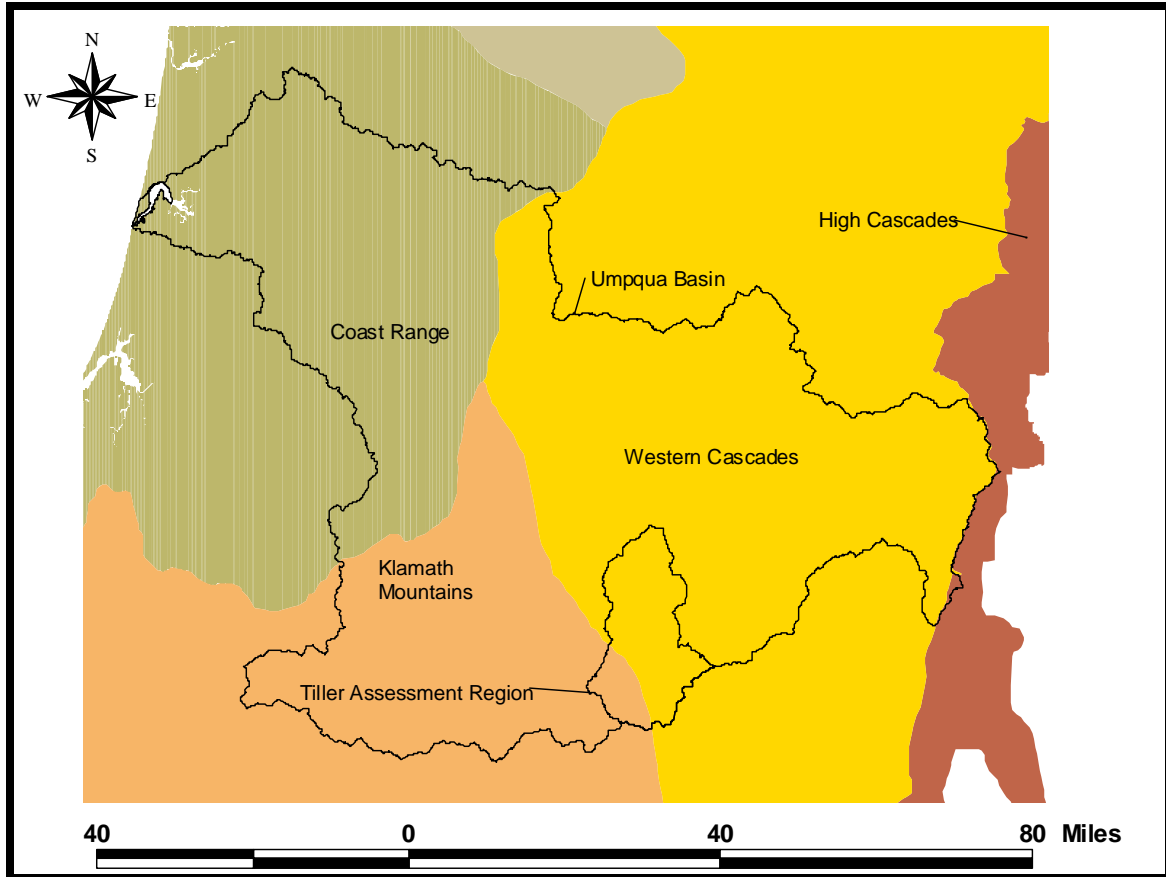 N
W E
S
High Cascades
Umpqua Basin
Coast Range
Western Cascades
Klamath
Mountains
Tiller Assessment Region
40 0 40 80 Miles